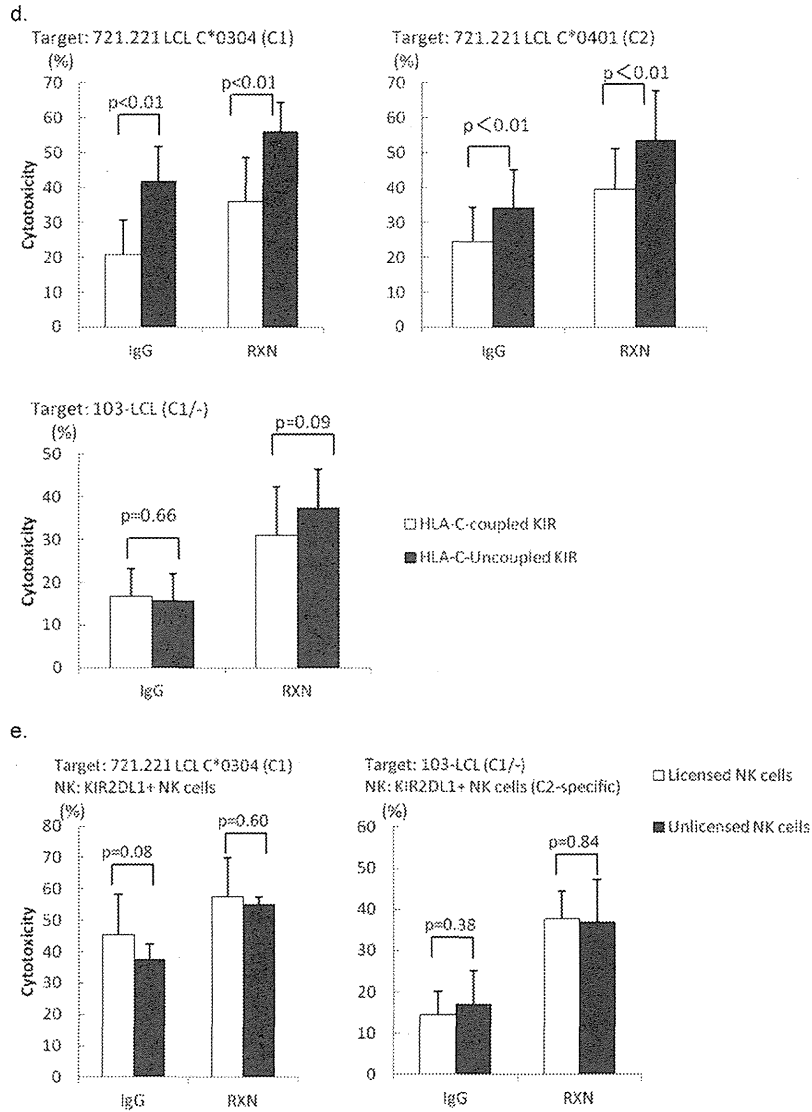 d.
Target: 721.221 LCL C*0304 (C1)
(%)
70
60
50
40
30
20
10
0
Cytotoxicity
p<0.01
p<0.01
IgG
RXN
Target: 721.221 LCL C*0401 (C2)
(%)
70
60
50
40
30
20
10
0
p<0.01
p<0.01
IgG
RXN
Target: 103-LCL (C1/-)
(%)
50
40
30
20
10
0
Cytotoxicity
p=0.66
p=0.09
IgG
RXN
HLA-C-coupled KIR
HLA-C-Uncoupled KIR
e.
Target: 721.221 LCL C*0304 (C1)
NK: KIR2DL1+ NK cells
(%)
80
70
60
50
40
30
20
10
0
Cytotoxicity
p=0.08
p=0.60
IgG
RXN
Target: 103-LCL (C1/-)
NK: KIR2DL1+ NK cells (C2-specific)
(%)
60
50
40
30
20
10
0
p=0.38
p=0.84
IgG
RXN
Licensed NK cells
Unlicensed NK cells